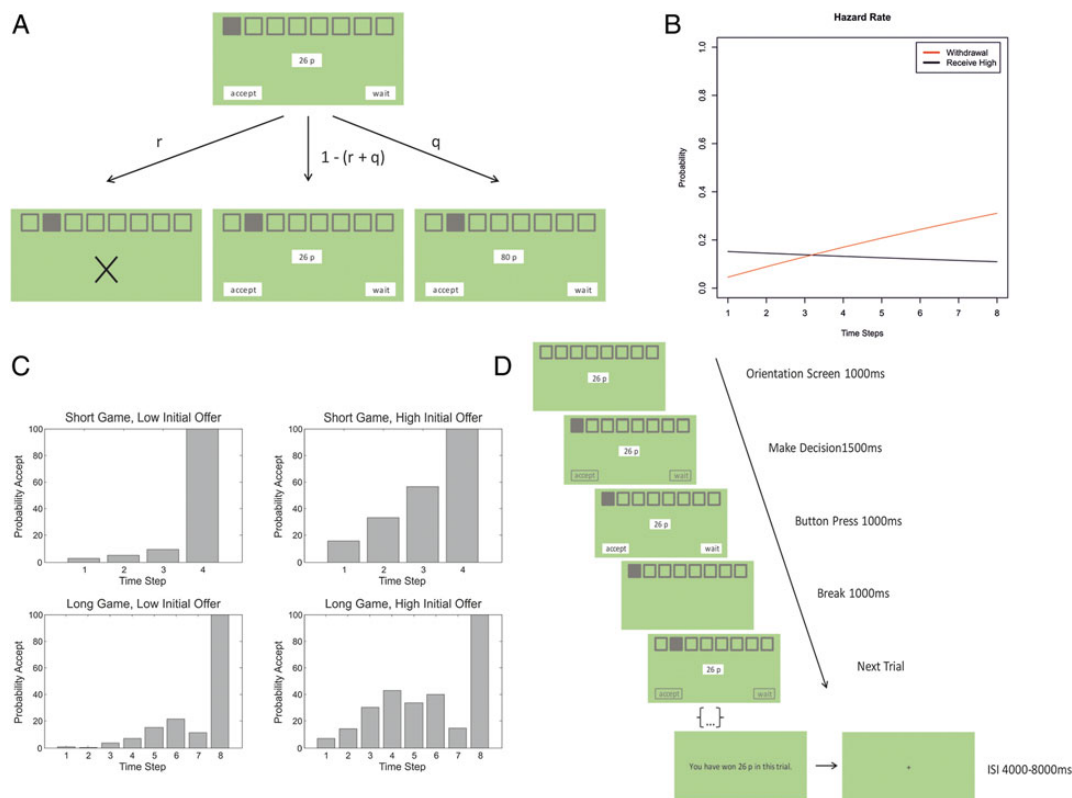 A
26 p
accept
wait
r
1 - (r + q)
q
26 p
accept
wait
80 p
accept
wait
B
Hazard Rate
Withdrawal
Receive High
Probability
0.0
0.2
0.4
0.6
0.8
1.0
1 2 3 4 5 6 7 8
Time Steps
C
Short Game, Low Initial Offer
Probability Accept
100
80
60
40
20
0
1 2 3 4
Time Step
Short Game, High Initial Offer
Probability Accept
100
80
60
40
20
0
1 2 3 4
Time Step
Long Game, Low Initial Offer
Probability Accept
100
80
60
40
20
0
1 2 3 4 5 6 7 8
Time Step
Long Game, High Initial Offer
Probability Accept
100
80
60
40
20
0
1 2 3 4 5 6 7 8
Time Step
D
26 p
Orientation Screen 1000ms
26 p
accept
wait
Make Decision1500ms
26 p
accept
wait
Button Press 1000ms
Break 1000ms
26 p
accept
wait
Next Trial
{...}
You have won 26 p in this trial.
ISI 4000-8000ms